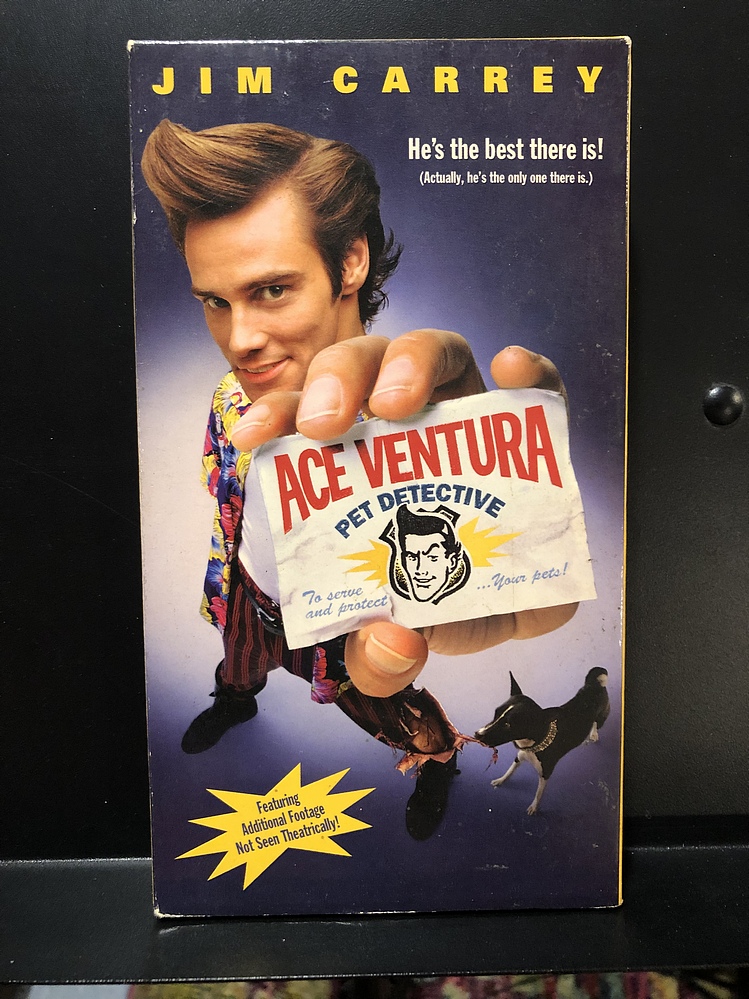 JIM CARREY
He's the best there is!
(Actually, he's the only one there is.)
ACE VENTURA
PET DETECTIVE
To serve
and protect
...Your pets!
Featuring
Additional Footage
Not Seen Theatrically!